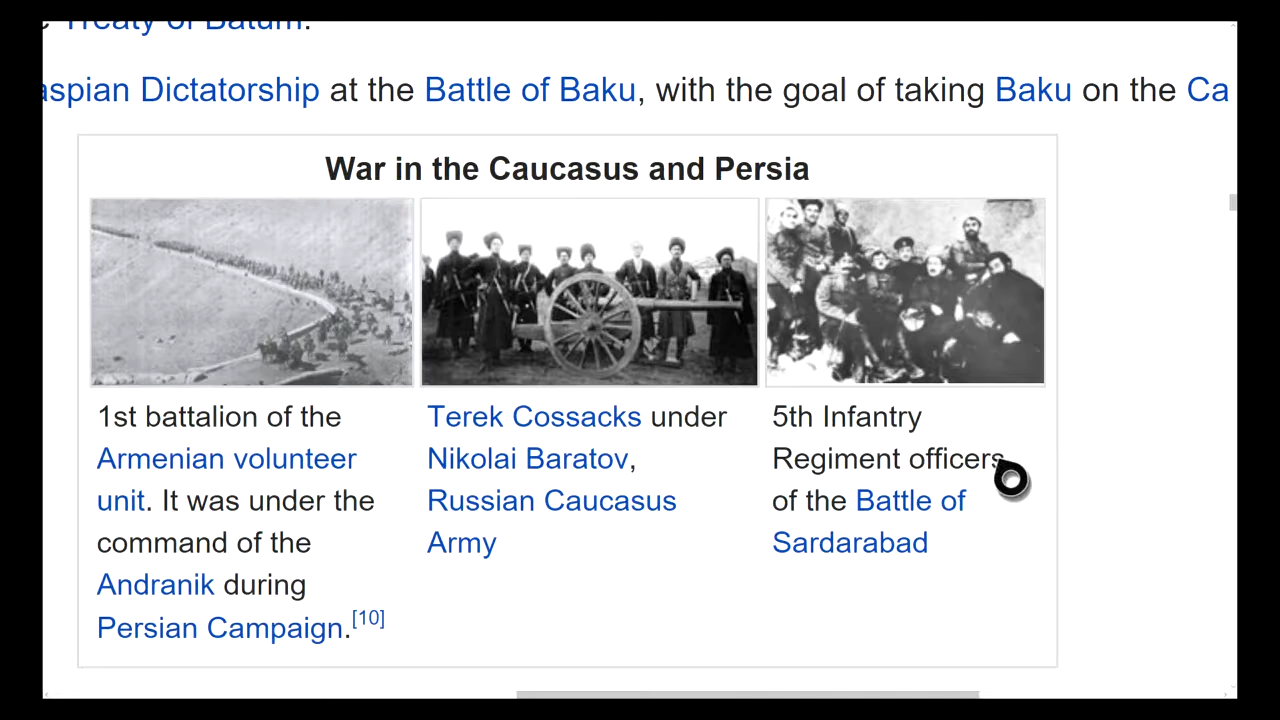 Treaty of Batum.
aspian Dictatorship at the Battle of Baku, with the goal of taking Baku on the Ca
War in the Caucasus and Persia
1st battalion of the
Armenian volunteer
unit. It was under the
command of the
Andranik during
Persian Campaign.[10]
Terek Cossacks under
Nikolai Baratov,
Russian Caucasus
Army
5th Infantry
Regiment officers
of the Battle of
Sardarabad